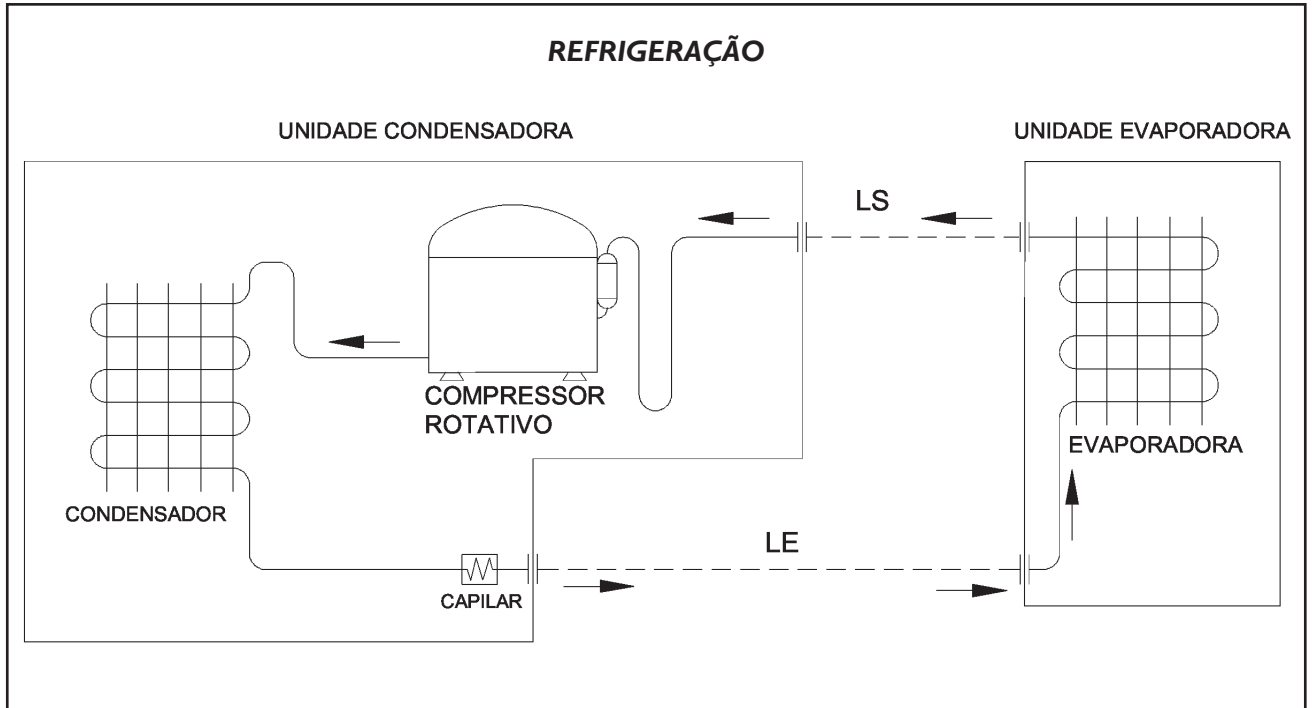 REFRIGERAÇÃO
UNIDADE CONDENSADORA
UNIDADE EVAPORADORA
LS
COMPRESSOR
ROTATIVO
EVAPORADORA
CONDENSADOR
LE
CAPILAR